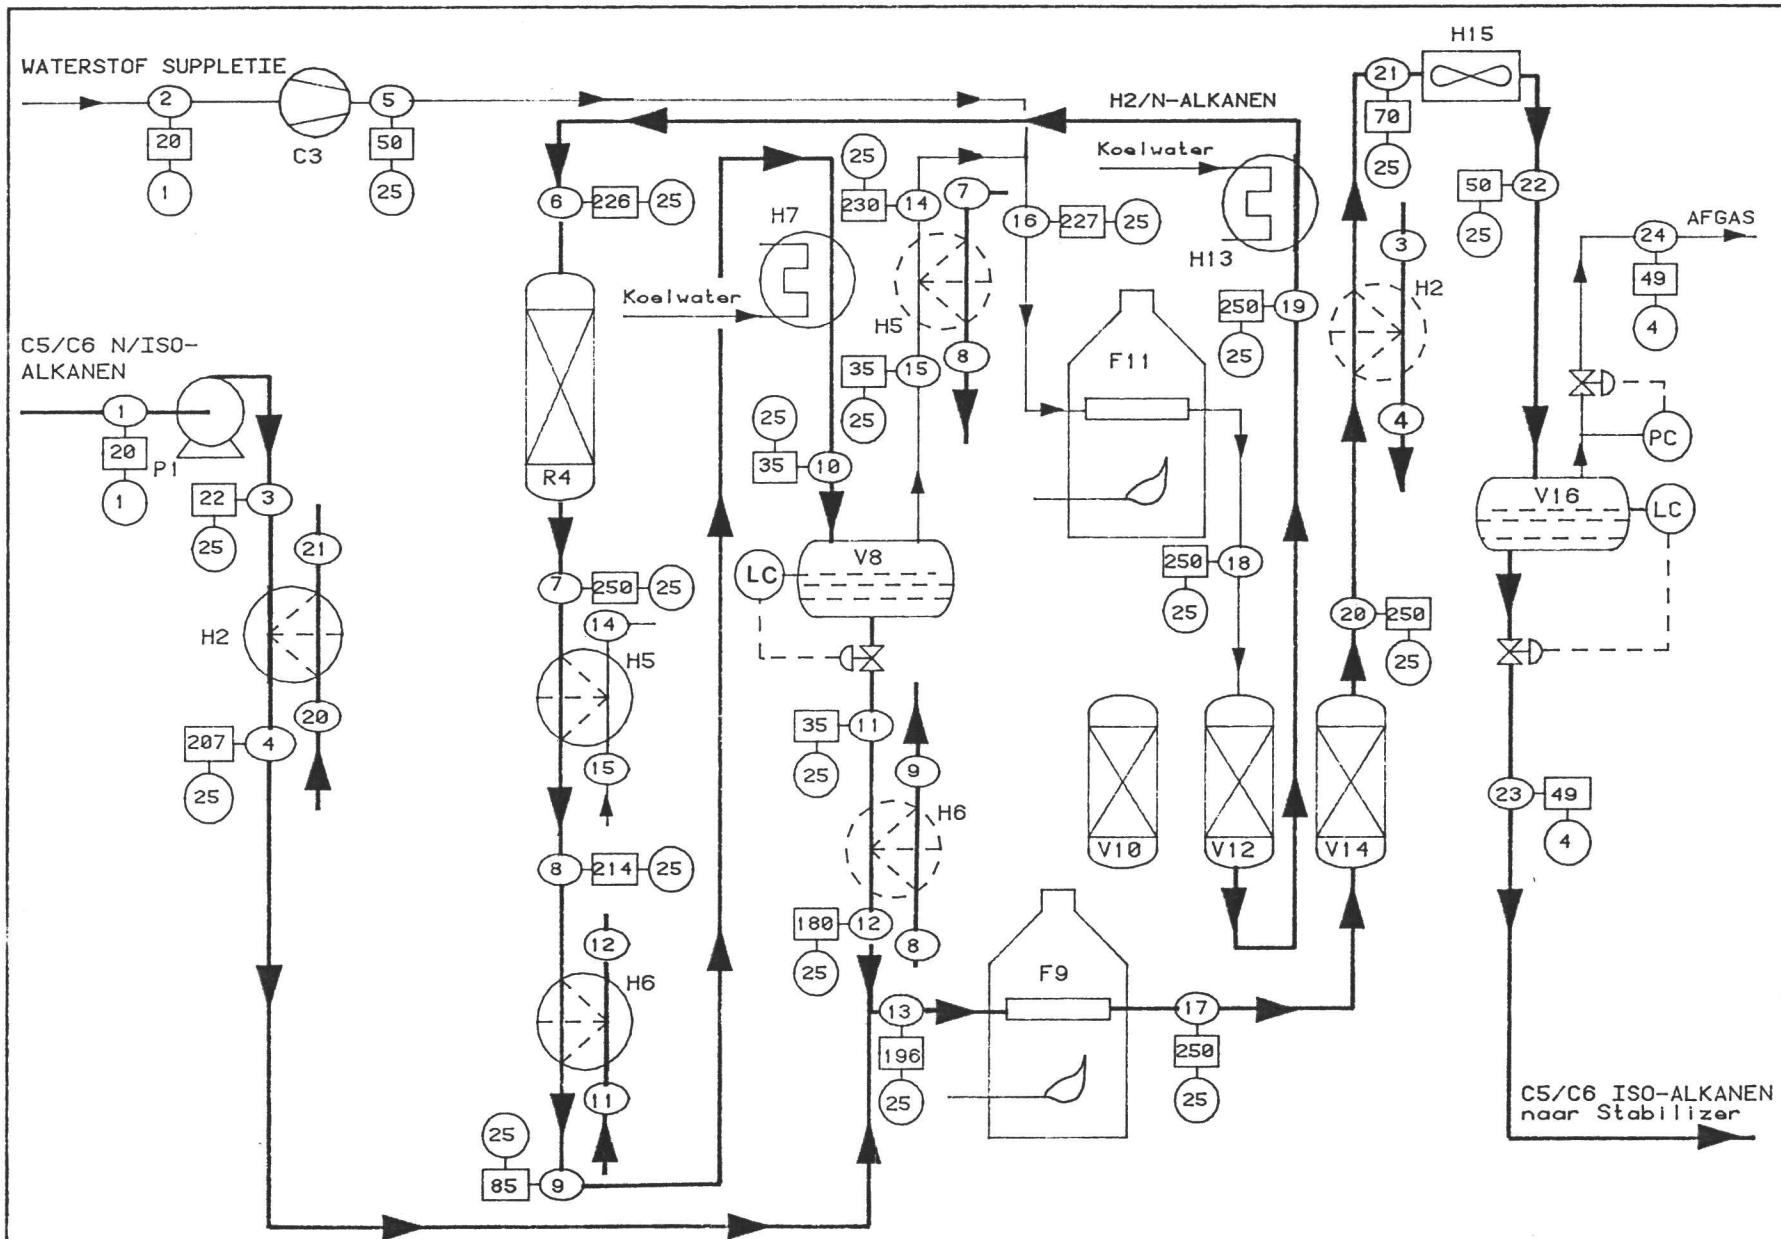 WATERSTOF SUPPLETIE
2
20
1
C3
5
50
25
H2/N-ALKANEN
6
226
25
R4
7
250
25
14
H5
15
8
214
25
12
H6
11
25
85
9
C5/C6 N/ISO-
ALKANEN
1
20
1
P1
22
3
25
21
H2
20
207
4
25
H7
Koelwater
25
35
10
25
230
14
7
H5
35
15
25
8
LC
V8
35
11
25
9
H6
180
12
25
8
16
227
25
Koelwater
H13
F11
250
19
25
250
18
25
V10
V12
V14
13
196
25
F9
17
250
25
20
250
25
21
70
25
H15
3
H2
4
50
22
25
AFGAS
24
49
4
PC
V16
LC
23
49
4
C5/C6 ISO-ALKANEN
naar Stabilizer